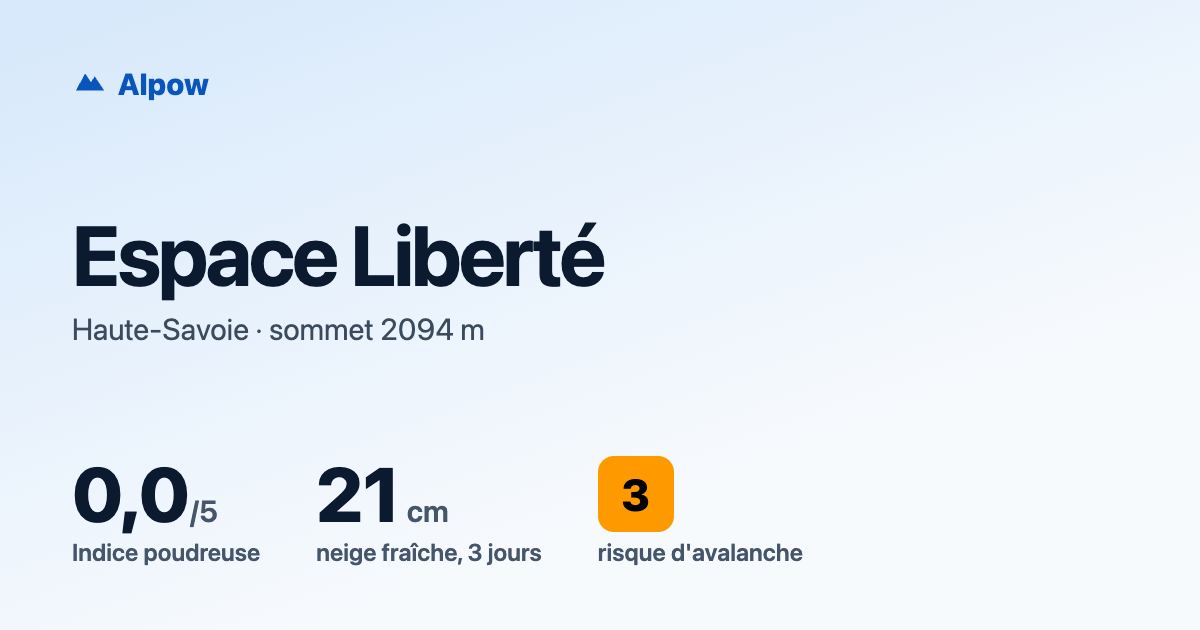 Alpow
Espace Liberté
Haute-Savoie · sommet 2094 m
0,0/5
Indice poudreuse
21 cm
neige fraîche, 3 jours
3
risque d'avalanche